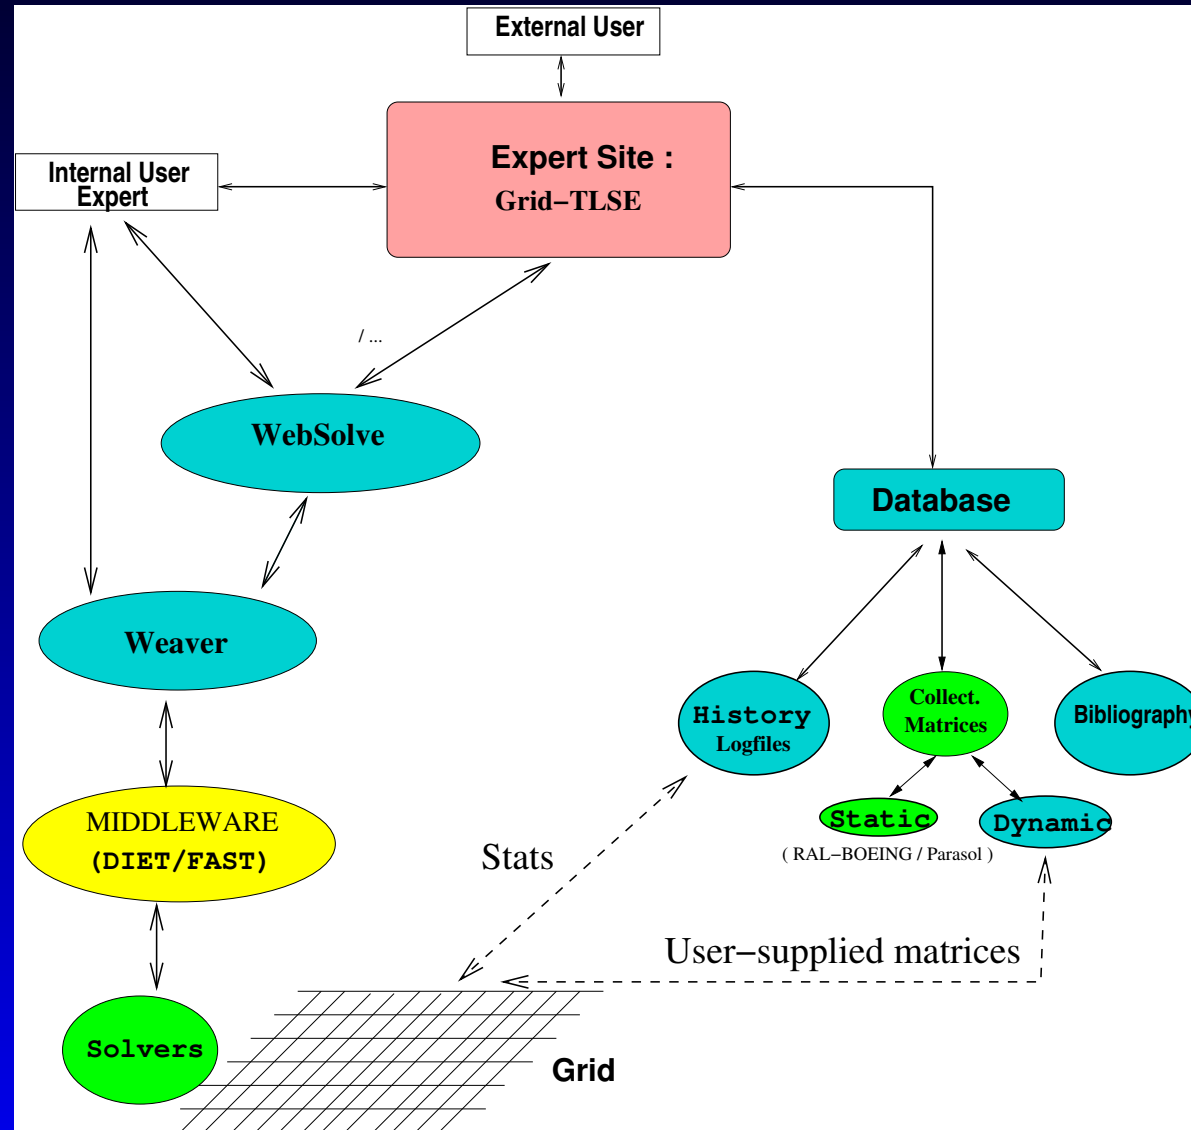 External User
Expert Site :
Grid−TLSE
Internal User
Expert
/ ...
WebSolve
Database
Weaver
History
Logfiles
Collect.
Matrices
Bibliography
MIDDLEWARE
(DIET/FAST)
Static
Dynamic
( RAL−BOEING / Parasol )
Stats
User−supplied matrices
Solvers
Grid